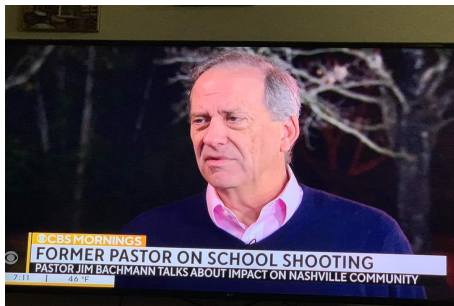 CBS MORNINGS
FORMER PASTOR ON SCHOOL SHOOTING
PASTOR JIM BACHMANN TALKS ABOUT IMPACT ON NASHVILLE COMMUNITY
7:11 46°F